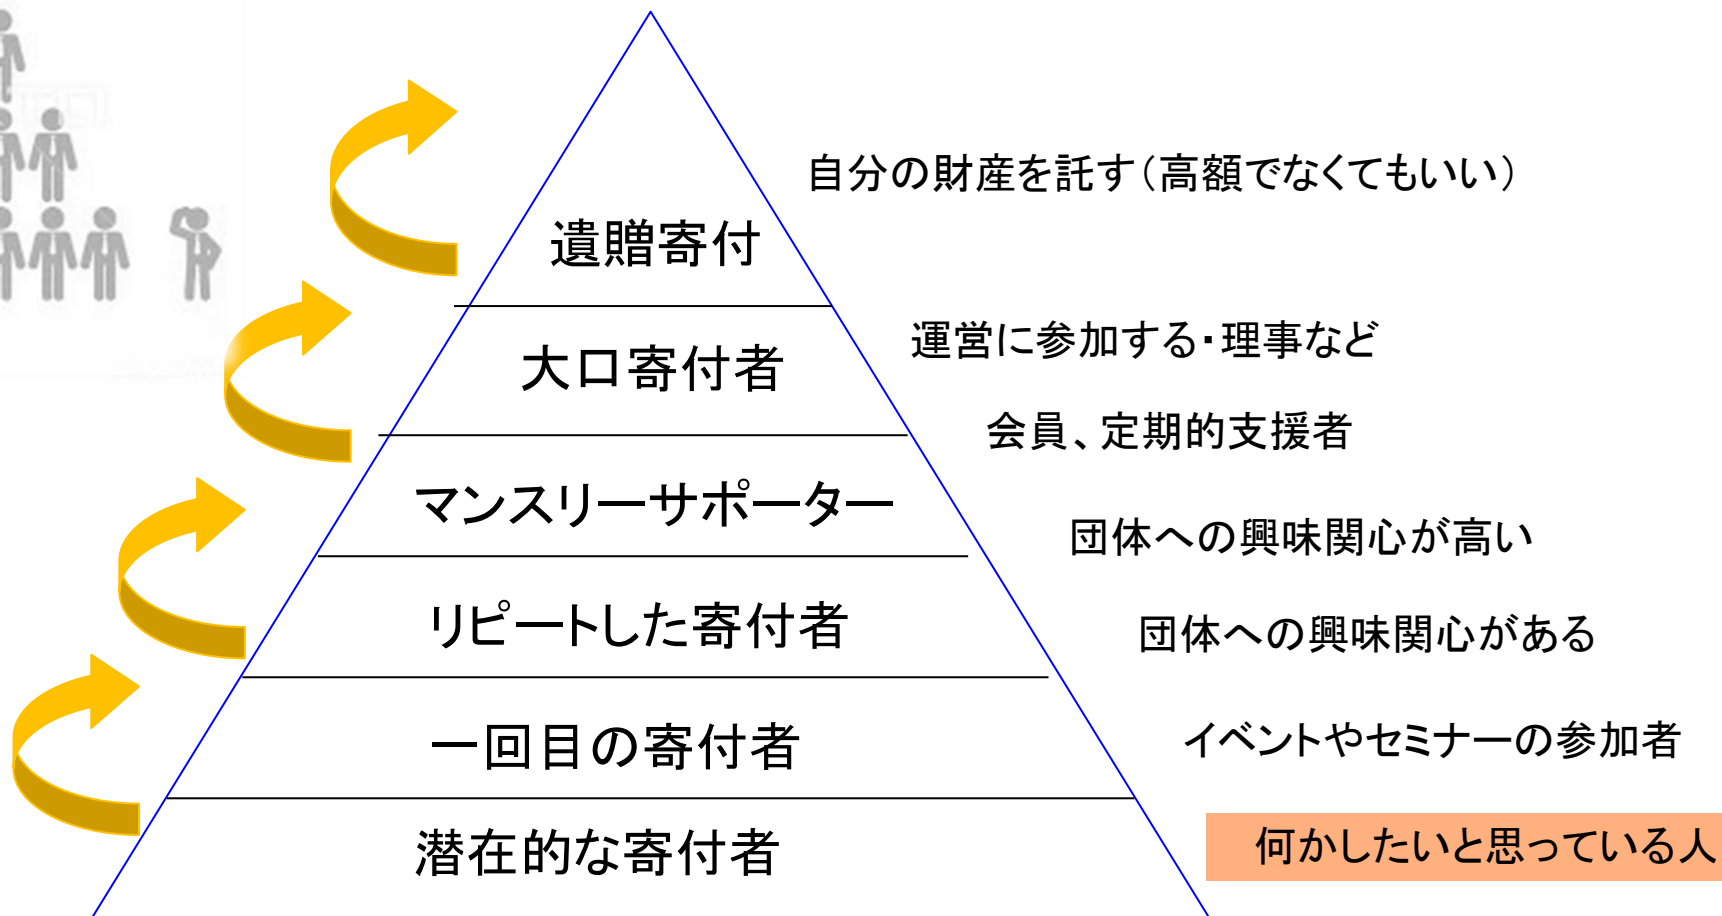 自分の財産を託す（高額でなくてもいい）
遺贈寄付
運営に参加する・理事など
大口寄付者
会員、定期的支援者
マンスリーサポーター
団体への興味関心が高い
リピートした寄付者
団体への興味関心がある
一回目の寄付者
イベントやセミナーの参加者
潜在的な寄付者
何かしたいと思っている人